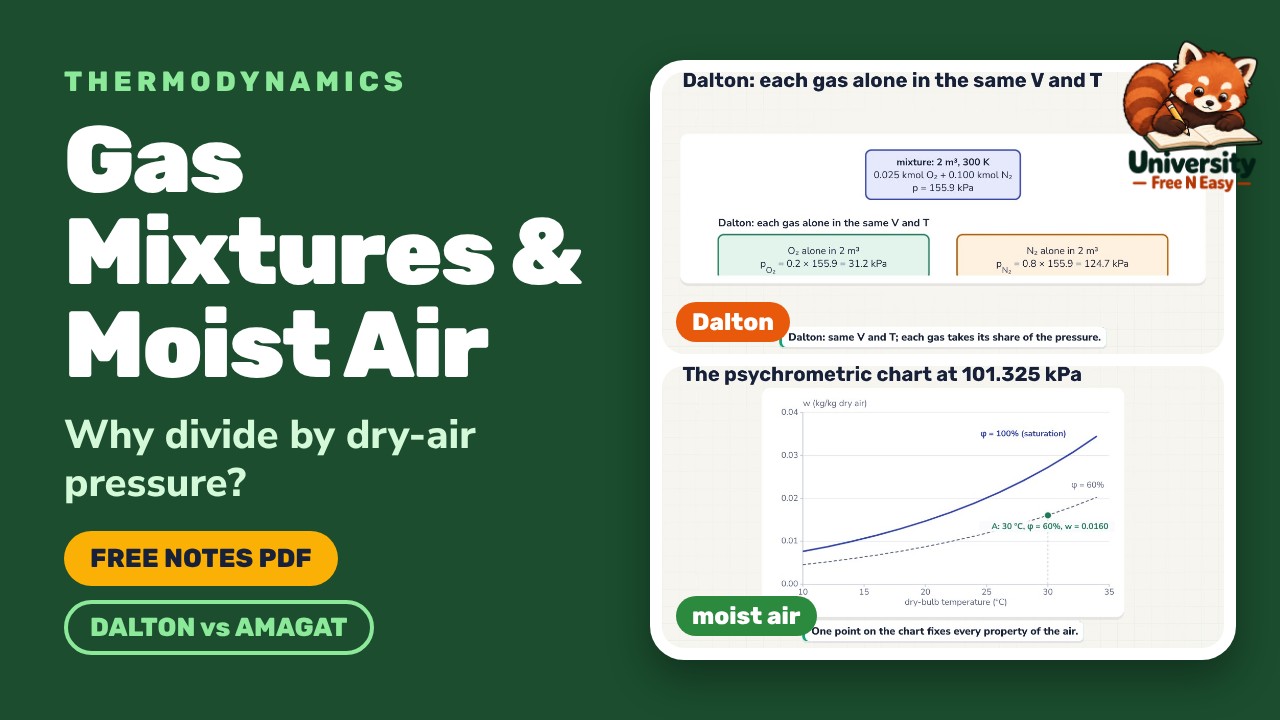 THERMODYNAMICS
Gas
Mixtures &
Moist Air
Why divide by dry-air
pressure?
FREE NOTES PDF
DALTON vs AMAGAT
Dalton: each gas alone in the same V and T
University
Free N Easy
mixture: 2 m³, 300 K
0.025 kmol O₂ + 0.100 kmol N₂
p = 155.9 kPa
Dalton: each gas alone in the same V and T
O₂ alone in 2 m³
p_O₂ = 0.2 × 155.9 = 31.2 kPa
N₂ alone in 2 m³
p_N₂ = 0.8 × 155.9 = 124.7 kPa
Dalton
Dalton: same V and T; each gas takes its share of the pressure.
The psychrometric chart at 101.325 kPa
w (kg/kg dry air)
0.04
0.03
0.02
0.01
0.00
φ = 100% (saturation)
φ = 60%
A: 30 °C, φ = 60%, w = 0.0160
10 15 20 25 30 35
dry-bulb temperature (°C)
moist air
One point on the chart fixes every property of the air.